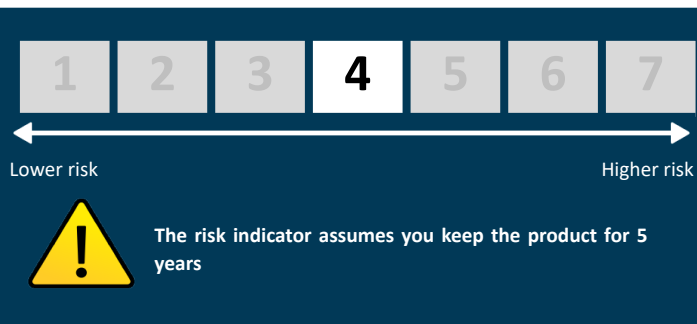 1 2 3 4 5 6 7
Lower risk Higher risk
!
The risk indicator assumes you keep the product for 5
years